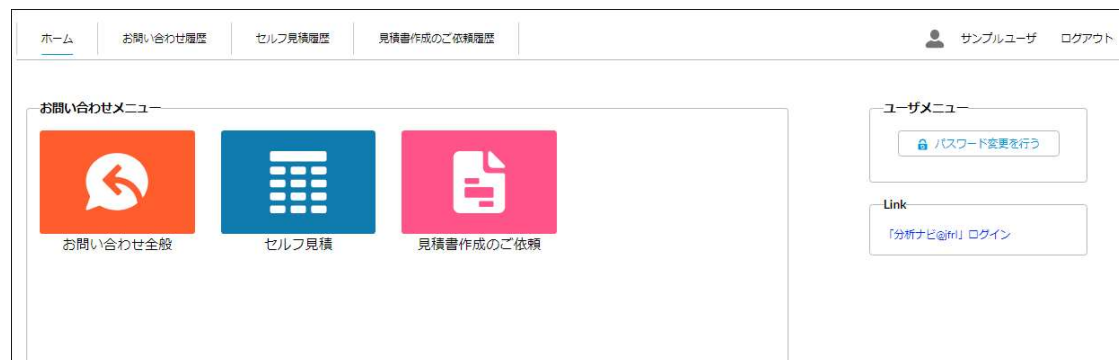 ホーム
お問い合わせ履歴
セルフ見積履歴
見積書作成のご依頼履歴
サンプルユーザ
ログアウト
お問い合わせメニュー
お問い合わせ全般
セルフ見積
見積書作成のご依頼
ユーザメニュー
パスワード変更を行う
Link
「分析ナビ@jfrl」ログイン